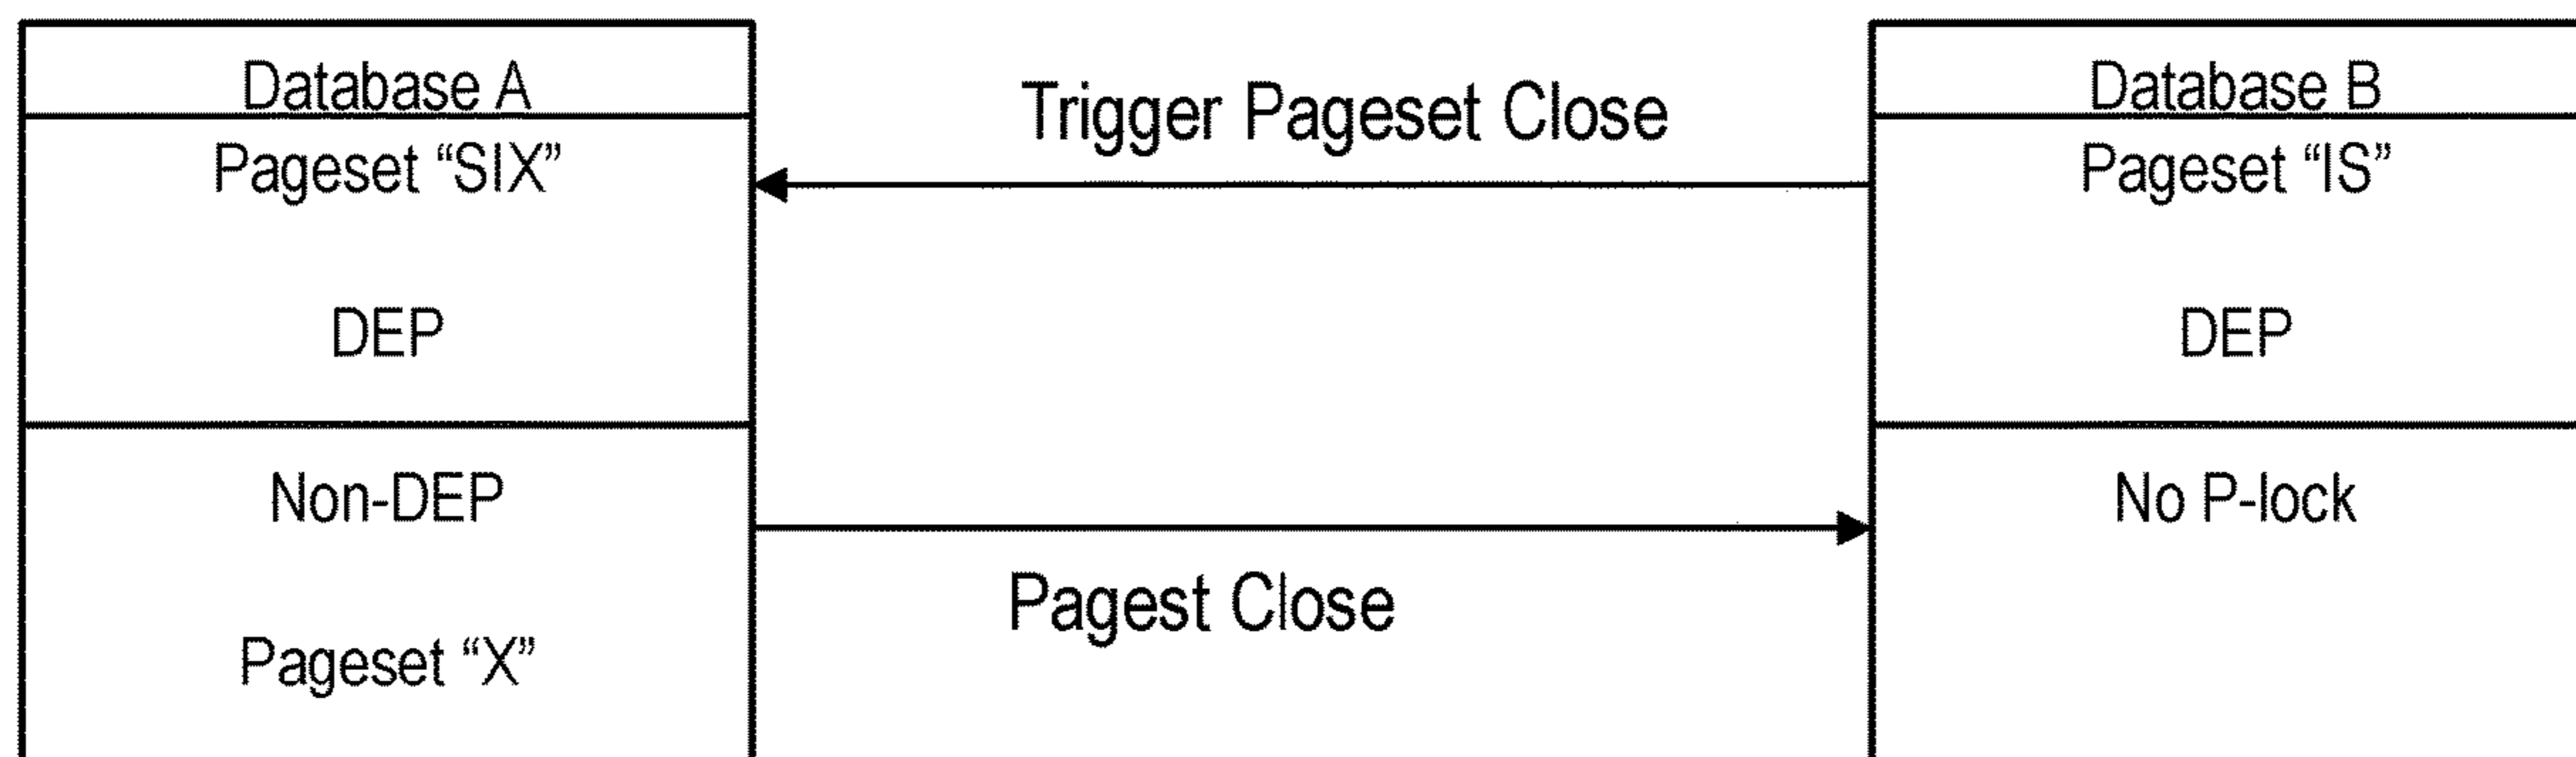 Database A
Pageset “SIX”
DEP
Non-DEP
Pageset “X”
Trigger Pageset Close
Pagest Close
Database B
Pageset “IS”
DEP
No P-lock